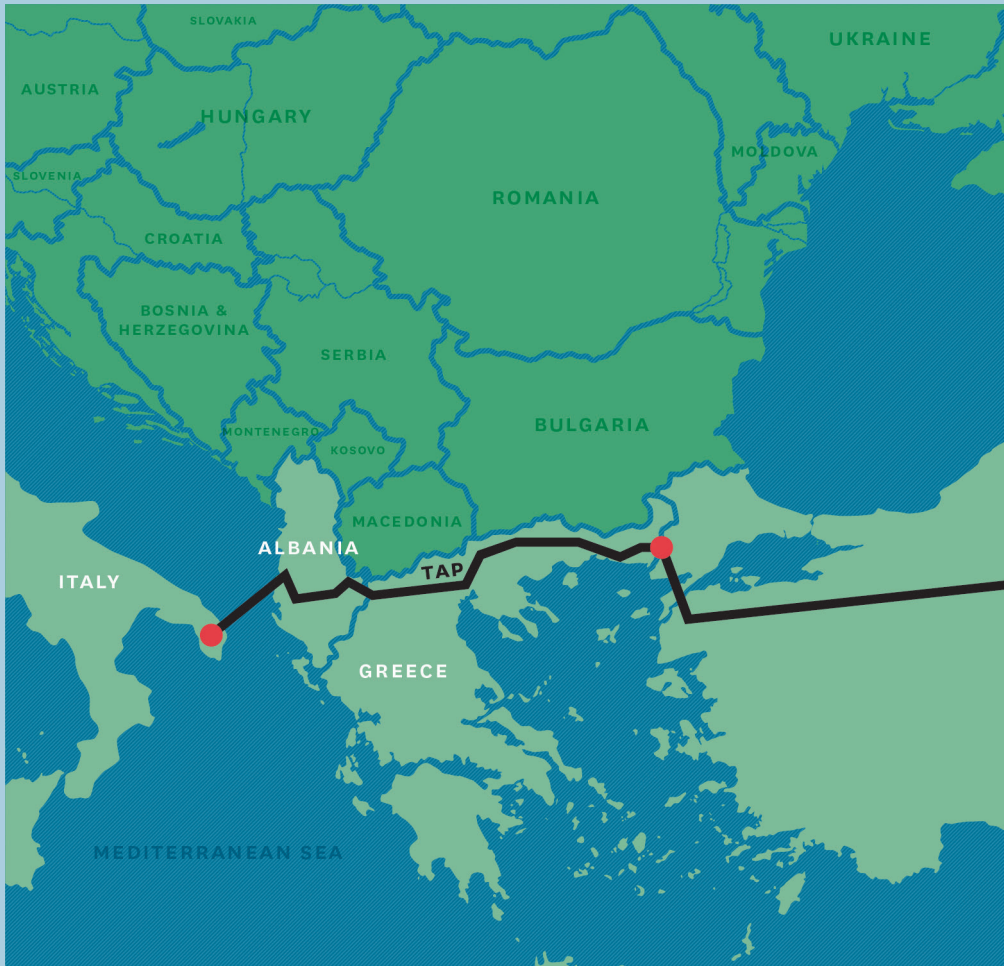 SLOVAKIA
UKRAINE
AUSTRIA
HUNGARY
MOLDOVA
SLOVENIA
ROMANIA
CROATIA
BOSNIA &
HERZEGOVINA
SERBIA
BULGARIA
MONTENEGRO
KOSOVO
MACEDONIA
ALBANIA
TAP
ITALY
GREECE
MEDITERRANEAN SEA